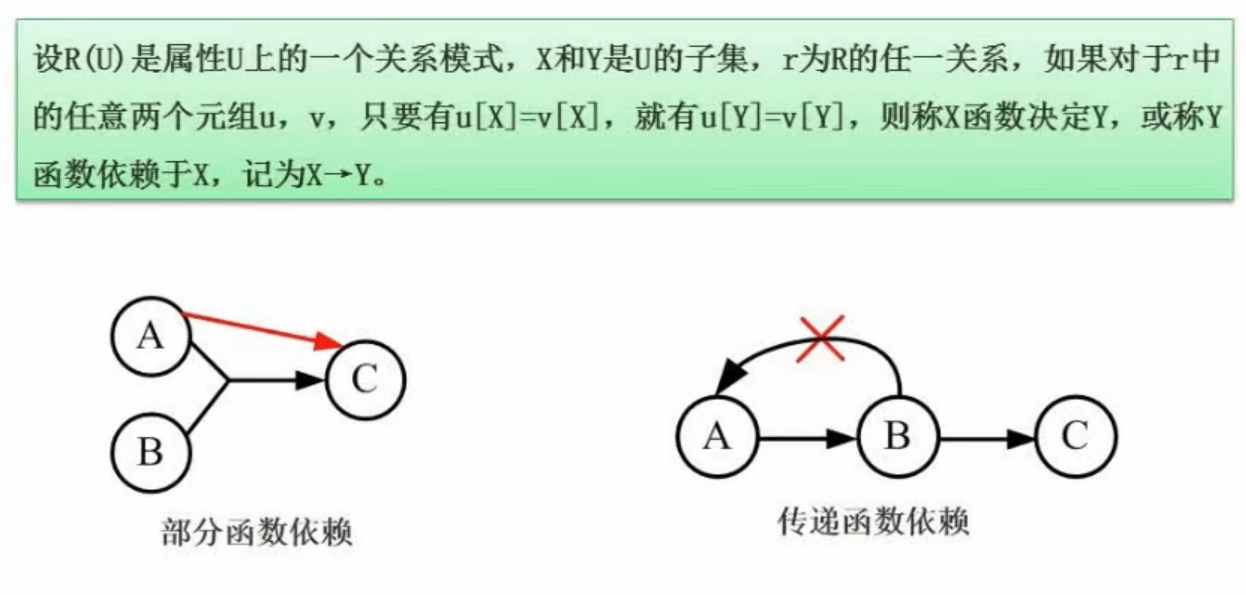 设R(U)是属性U上的一个关系模式，X和Y是U的子集，r为R的任一关系，如果对于r中
的任意两个元组u，v，只要有u[X]=v[X]，就有u[Y]=v[Y]，则称X函数决定Y，或称Y
函数依赖于X，记为X→Y。
A
C
B
部分函数依赖
A
B
C
传递函数依赖